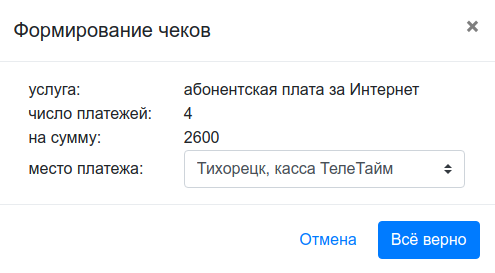 Формирование чеков ×
услуга: абонентская плата за Интернет
число платежей: 4
на сумму: 2600
место платежа: Тихорецк, касса ТелеТайм
Отмена Всё верно